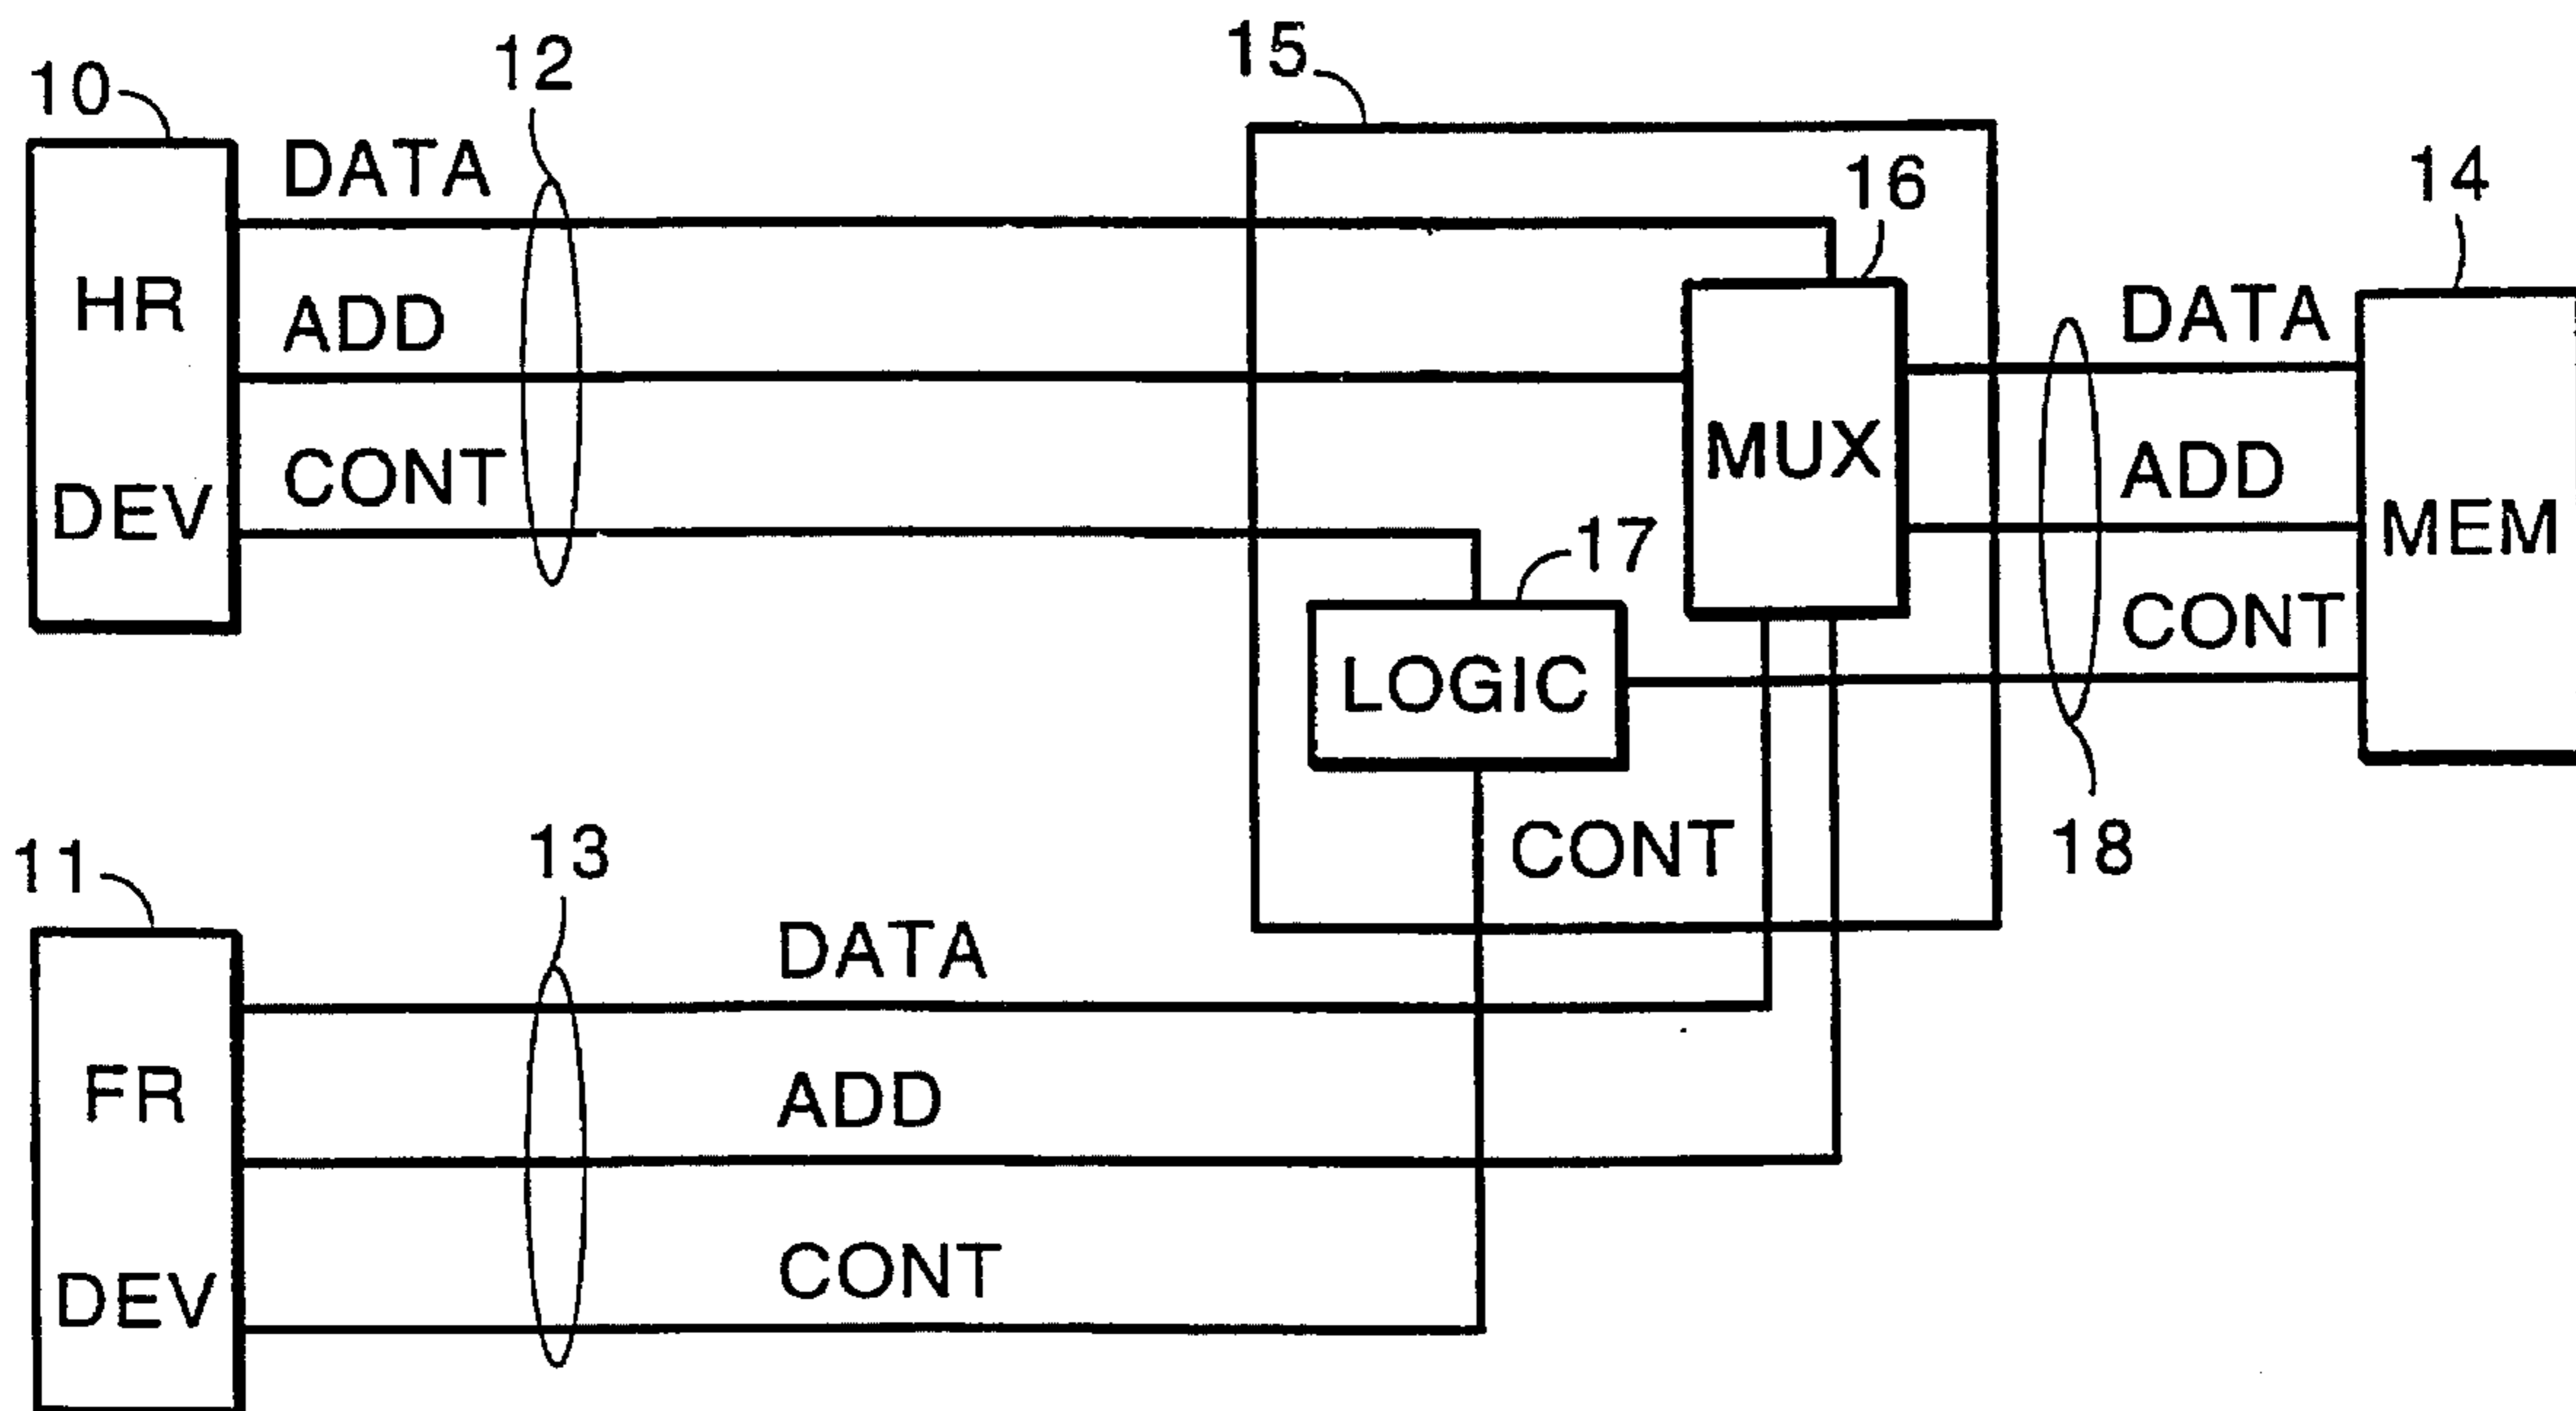 15
12
10
DATA
16
14
HR
ADD
DATA
DEV
CONT
MUX
ADD
MEM
17
CONT
LOGIC
CONT
18
11
13
DATA
FR
ADD
DEV
CONT